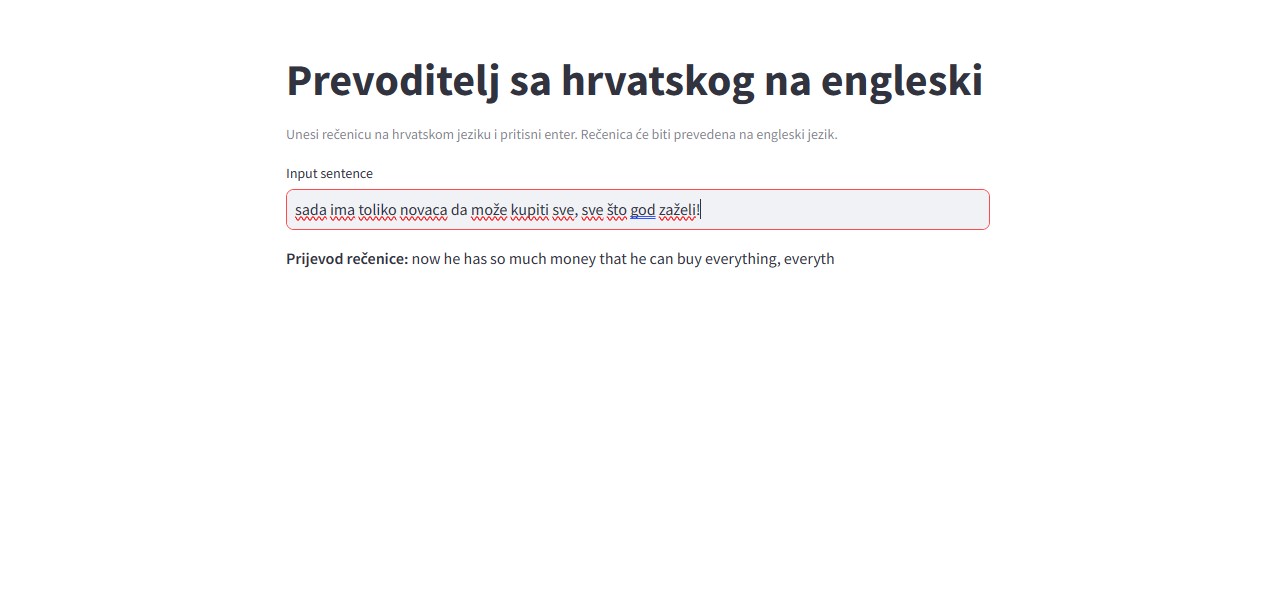 Prevoditelj sa hrvatskog na engleski
Unesi rečenicu na hrvatskom jeziku i pritisni enter. Rečenica će biti prevedena na engleski jezik.
Input sentence
sada ima toliko novaca da može kupiti sve, sve što god zaželi!
Prijevod rečenice: now he has so much money that he can buy everything, everyth